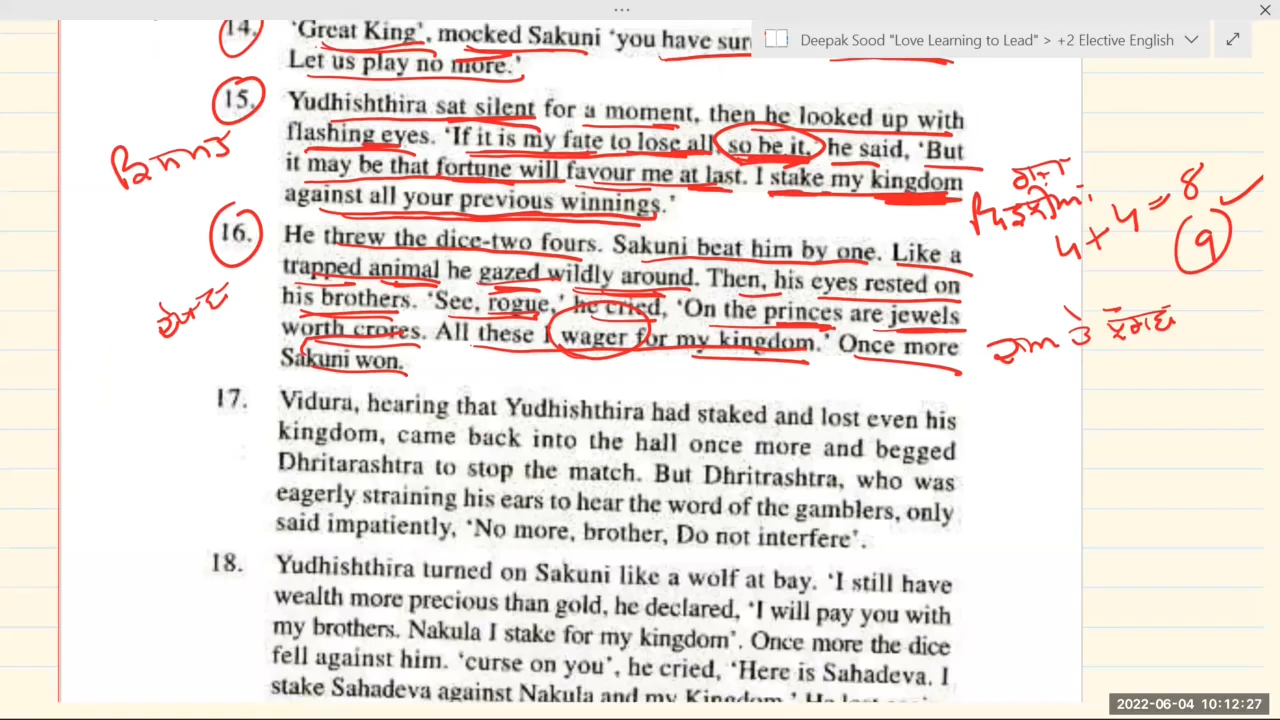 Deepak Sood "Love Learning to Lead" > +2 Elective English
14. 'Great King', mocked Sakuni 'you have sur
Let us play no more.'
15. Yudhishthira sat silent for a moment, then he looked up with
flashing eyes. 'If it is my fate to lose all so be it, he said, 'But
it may be that fortune will favour me at last. I stake my kingdom
against all your previous winnings.'
4+4=8
9
16. He threw the dice-two fours. Sakuni beat him by one. Like a
trapped animal he gazed wildly around. Then, his eyes rested on
his brothers. 'See, rogue,' he cried, 'On the princes are jewels
worth crores. All these I wager for my kingdom.' Once more
Sakuni won.
17. Vidura, hearing that Yudhishthira had staked and lost even his
kingdom, came back into the hall once more and begged
Dhritarashtra to stop the match. But Dhritrashtra, who was
eagerly straining his ears to hear the word of the gamblers, only
said impatiently, 'No more, brother, Do not interfere'.
18. Yudhishthira turned on Sakuni like a wolf at bay. 'I still have
wealth more precious than gold, he declared, 'I will pay you with
my brothers. Nakula I stake for my kingdom'. Once more the dice
fell against him. 'curse on you', he cried, 'Here is Sahadeva. I
stake Sahadeva against Nakula and my Kingdom.'
2022-06-04 10:12:27